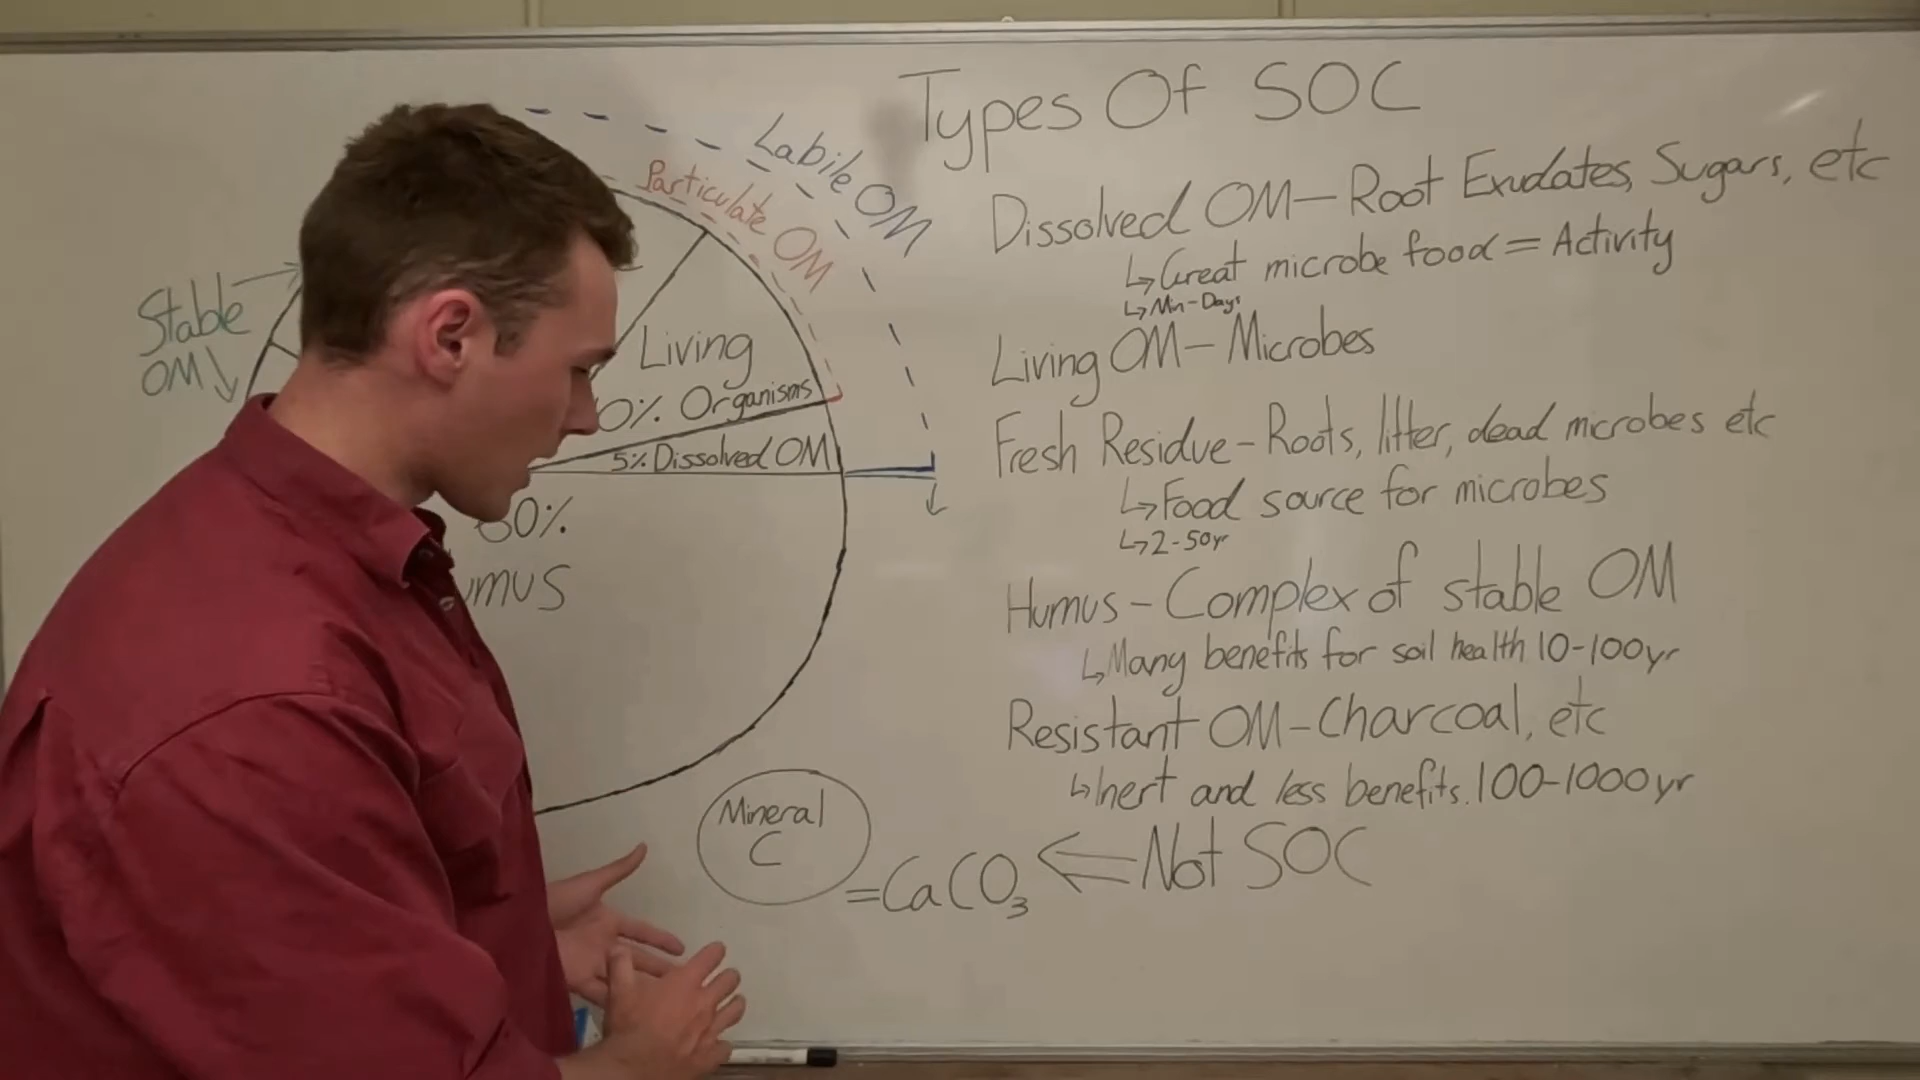 Types Of SOC
Dissolved OM - Root Exudates, Sugars, etc
↳ Great microbe food = Activity
↳ Min-Days
Living OM - Microbes
Fresh Residue - Roots, litter, dead microbes etc
↳ Food source for microbes
↳ 2-50yr
Humus - Complex of stable OM
↳ Many benefits for soil health 10-100yr
Resistant OM - Charcoal, etc
↳ Inert and less benefits. 100-1000yr
Mineral
C
= CaCO₃ ⇐ Not SOC
Labile OM
Particulate OM
Stable
OM
Living
0% Organisms
5% Dissolved OM
0%
mus